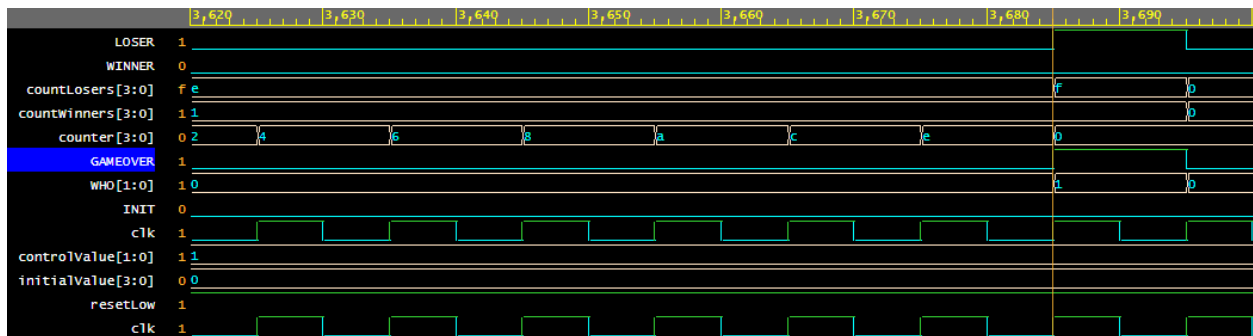 3,620 3,630 3,640 3,650 3,660 3,670 3,680 3,690
LOSER 1
WINNER 0
countLosers[3:0] f e f 0
countWinners[3:0] 1 1 0
counter[3:0] 0 2 4 6 8 a c e 0
GAMEOVER 1
WHO[1:0] 1 0 1 0
INIT 0
clk 1
controlValue[1:0] 1 1
initialValue[3:0] 0 0
resetLow 1
clk 1